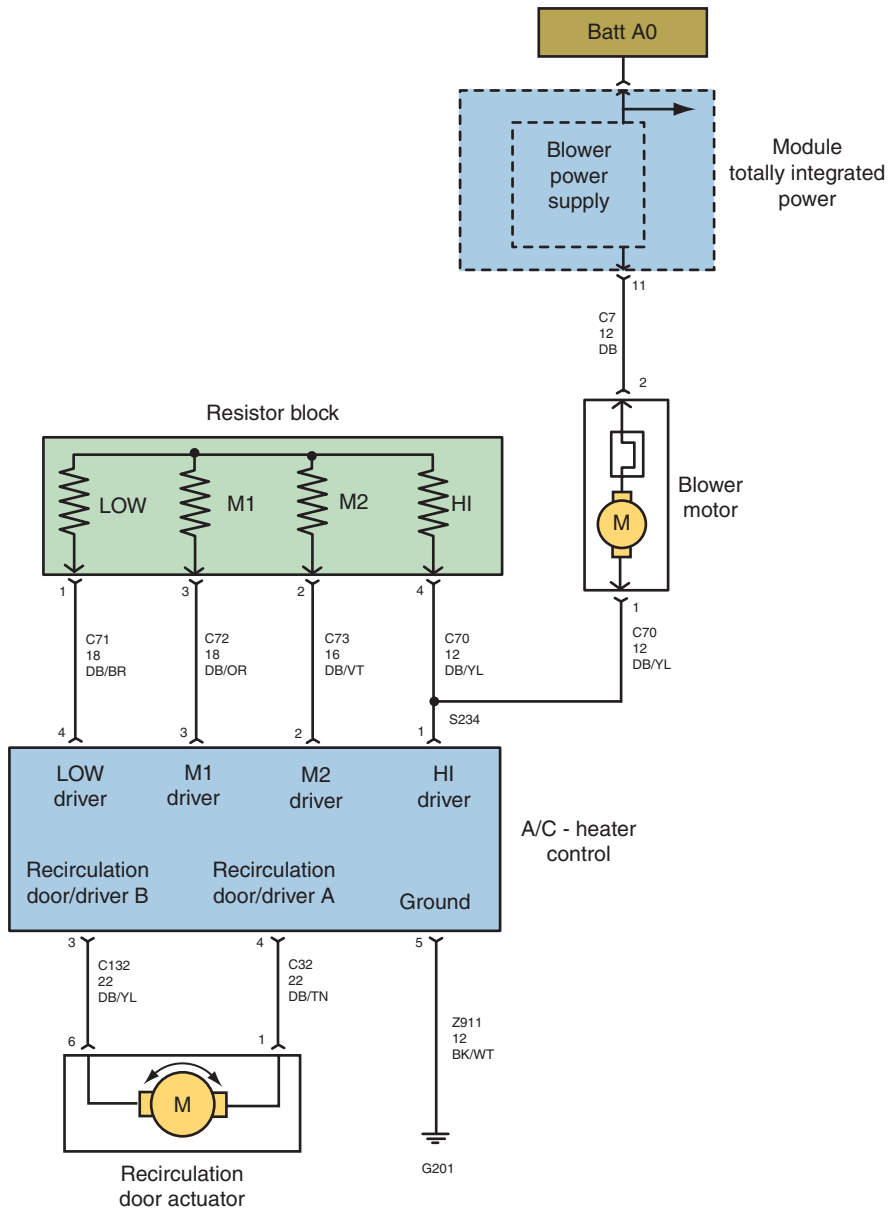 Batt A0
Blower
power
supply
Module
totally integrated
power
11
C7
12
DB
2
Blower
motor
M
1
C70
12
DB/YL
Resistor block
LOW
M1
M2
HI
1
3
2
4
C71
18
DB/BR
C72
18
DB/OR
C73
16
DB/VT
C70
12
DB/YL
S234
4
3
2
1
LOW
driver
M1
driver
M2
driver
HI
driver
A/C - heater
control
Recirculation
door/driver B
Recirculation
door/driver A
Ground
3
4
5
C132
22
DB/YL
C32
22
DB/TN
Z911
12
BK/WT
6
1
M
G201
Recirculation
door actuator